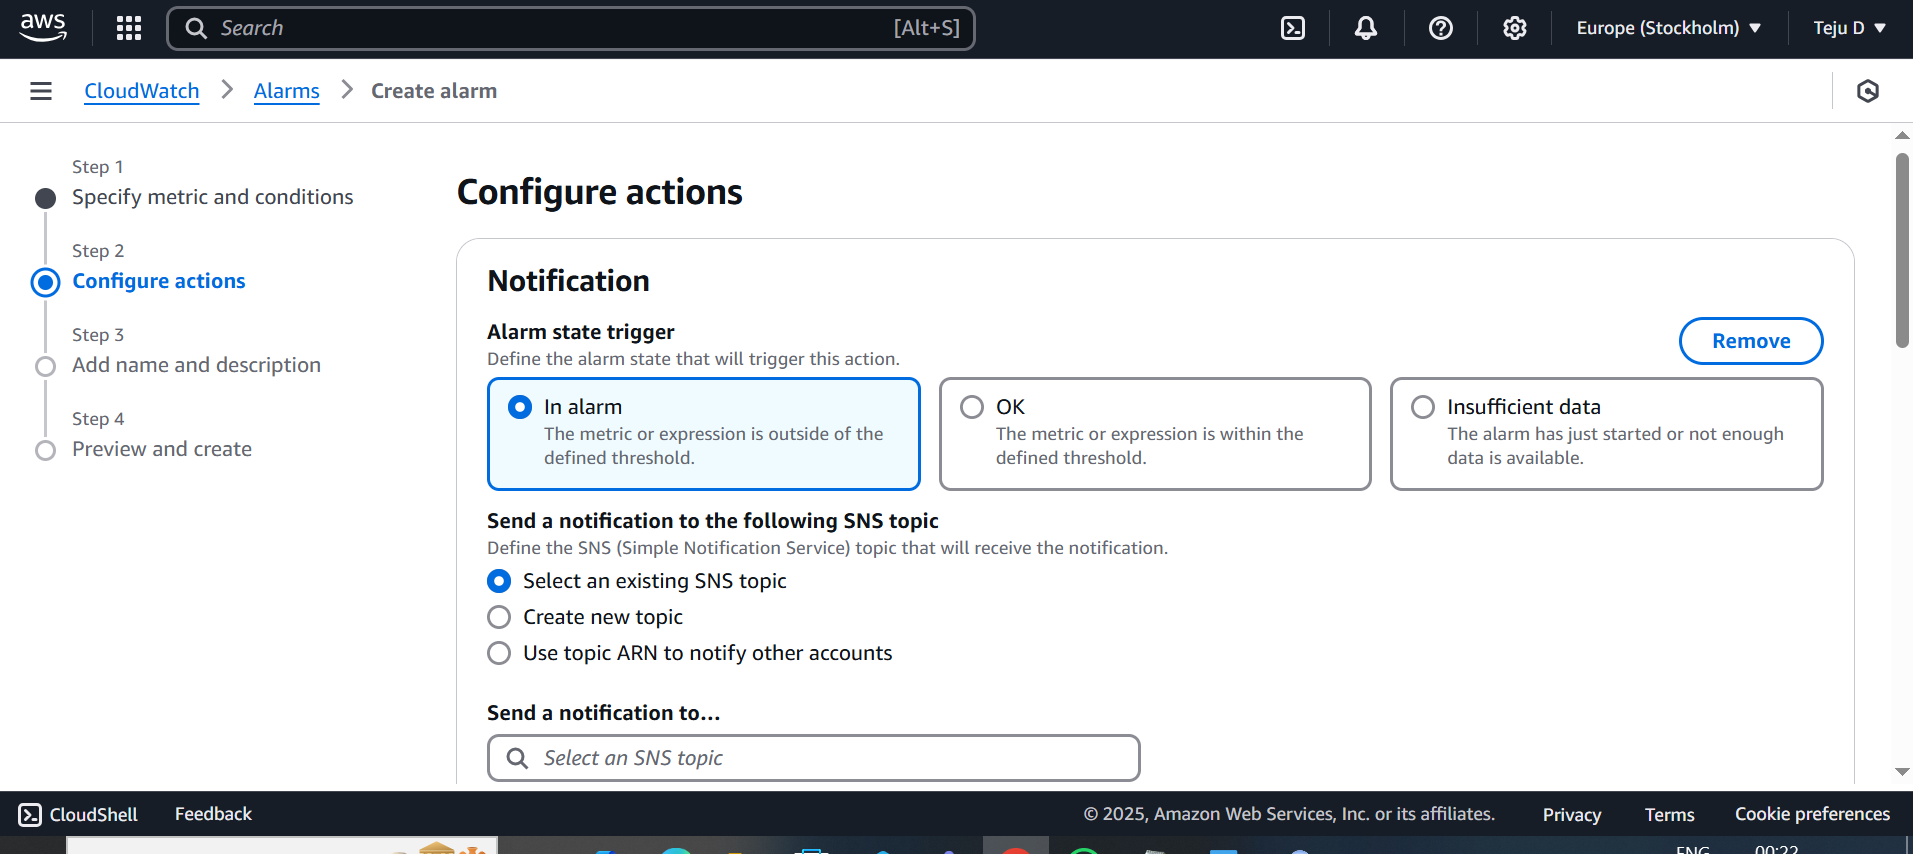 aws
Search
[Alt+S]
Europe (Stockholm)
Teju D
CloudWatch
Alarms
Create alarm
Step 1
Specify metric and conditions
Step 2
Configure actions
Step 3
Add name and description
Step 4
Preview and create
Configure actions
Notification
Alarm state trigger
Define the alarm state that will trigger this action.
Remove
In alarm
The metric or expression is outside of the
defined threshold.
OK
The metric or expression is within the
defined threshold.
Insufficient data
The alarm has just started or not enough
data is available.
Send a notification to the following SNS topic
Define the SNS (Simple Notification Service) topic that will receive the notification.
Select an existing SNS topic
Create new topic
Use topic ARN to notify other accounts
Send a notification to…
Select an SNS topic
CloudShell
Feedback
© 2025, Amazon Web Services, Inc. or its affiliates.
Privacy
Terms
Cookie preferences
ENG
00:22